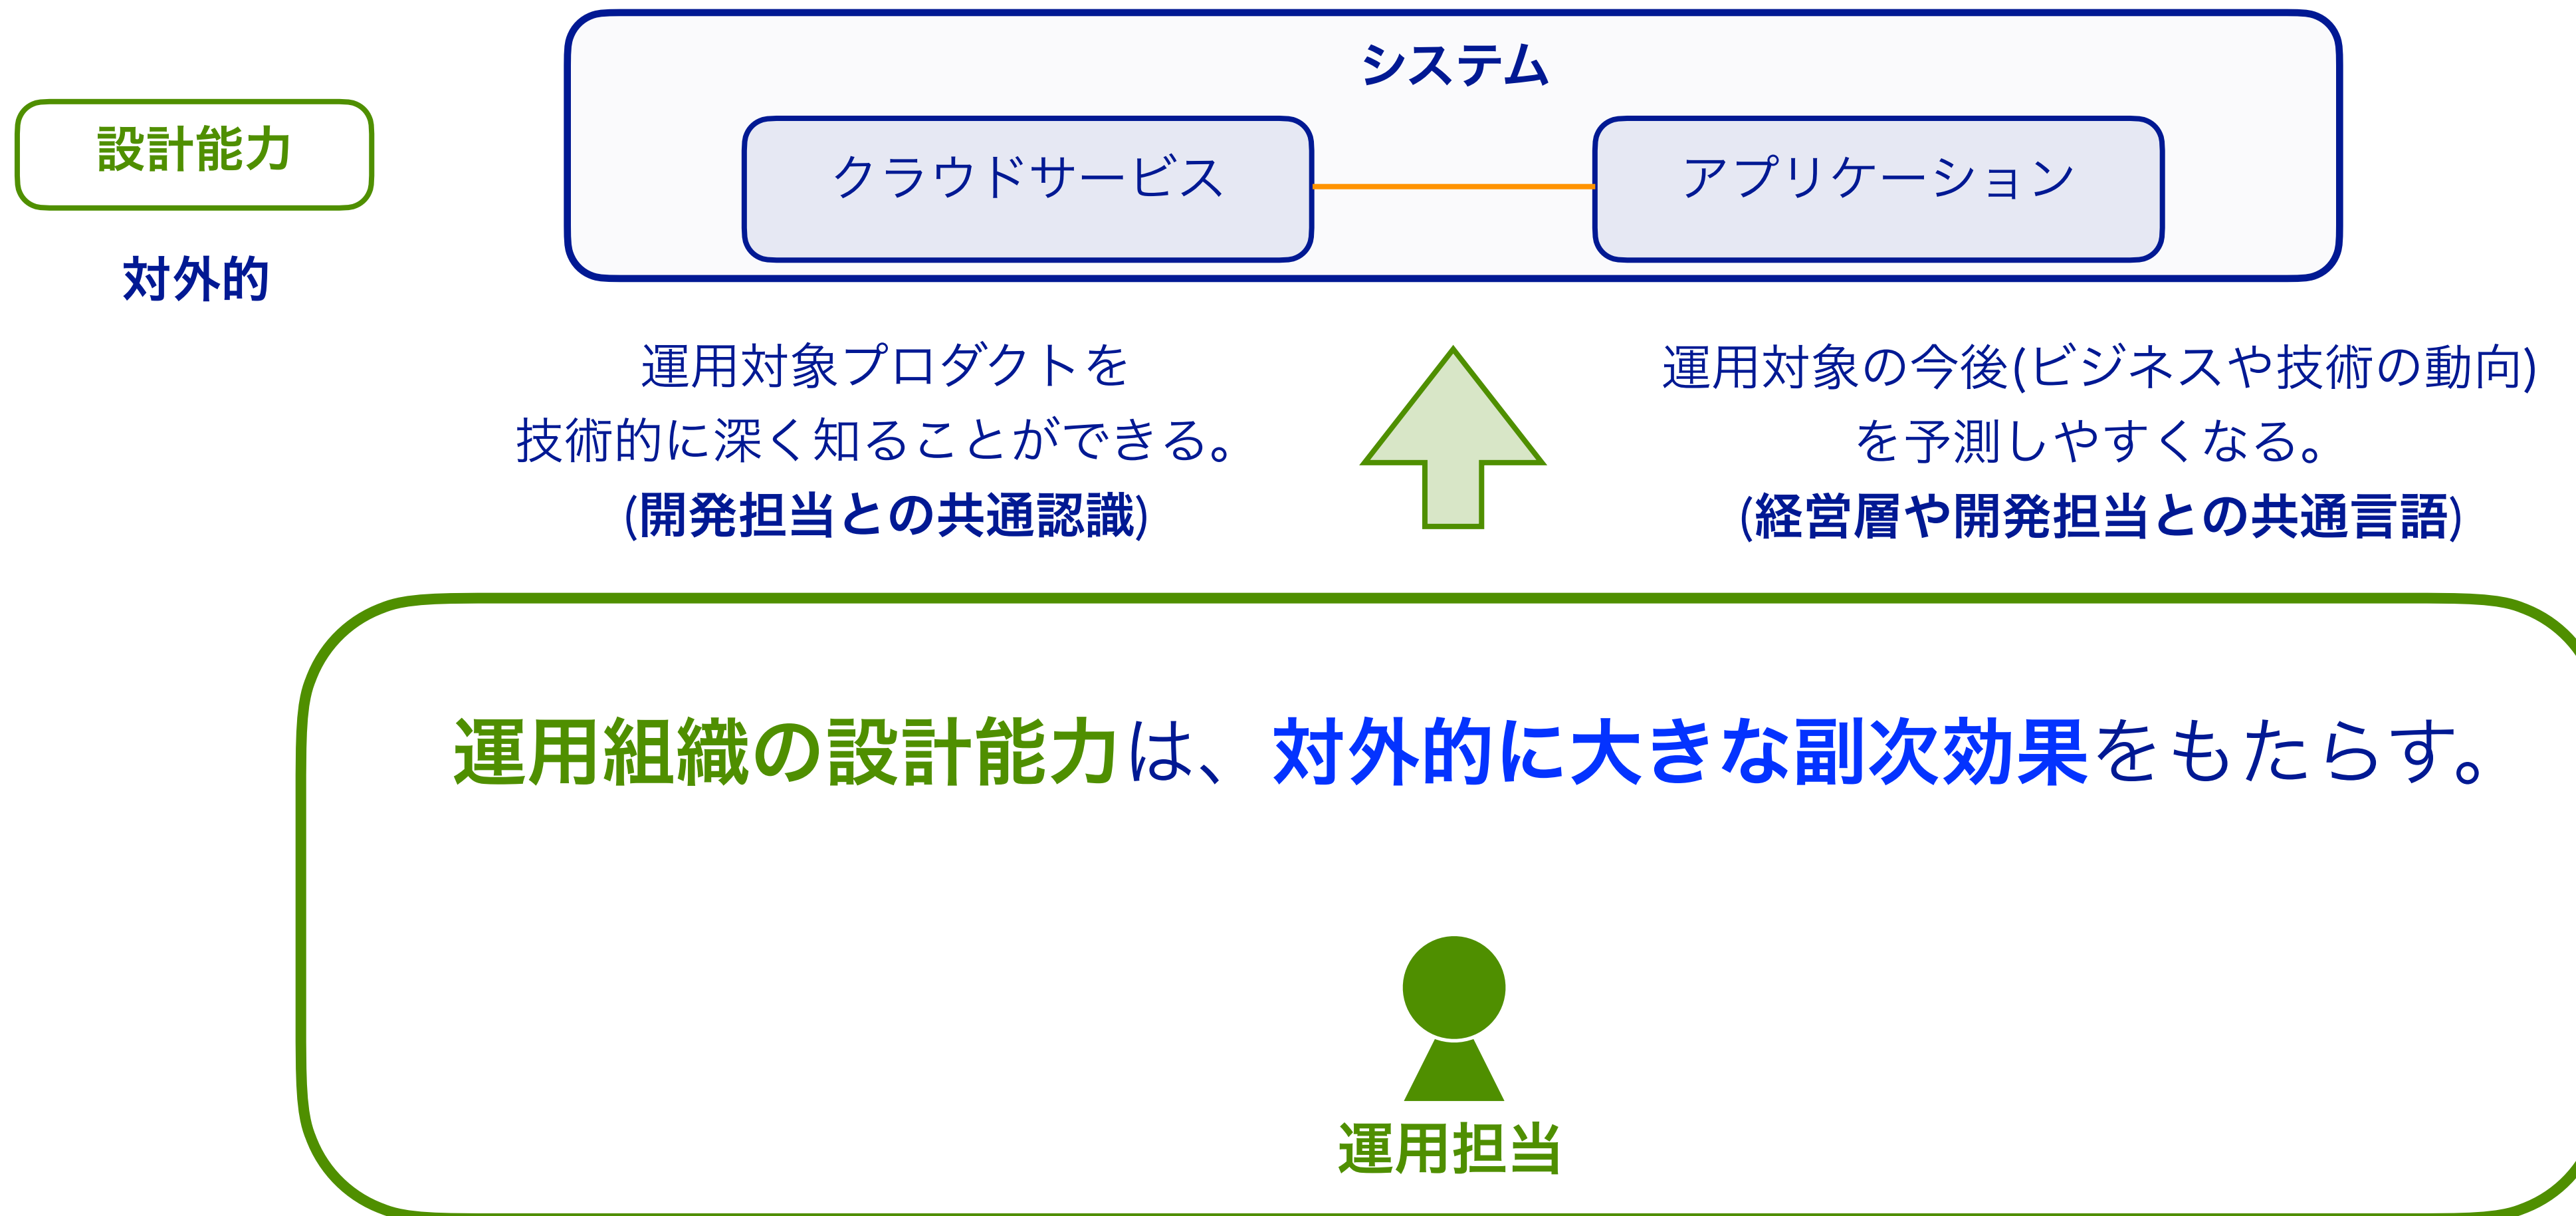 システム
設計能力
クラウドサービス
アプリケーション
対外的
運用対象プロダクトを
技術的に深く知ることができる。
(開発担当との共通認識)
運用対象の今後(ビジネスや技術の動向)
を予測しやすくなる。
(経営層や開発担当との共通言語)
運用組織の設計能力は、対外的に大きな副次効果をもたらす。
運用担当